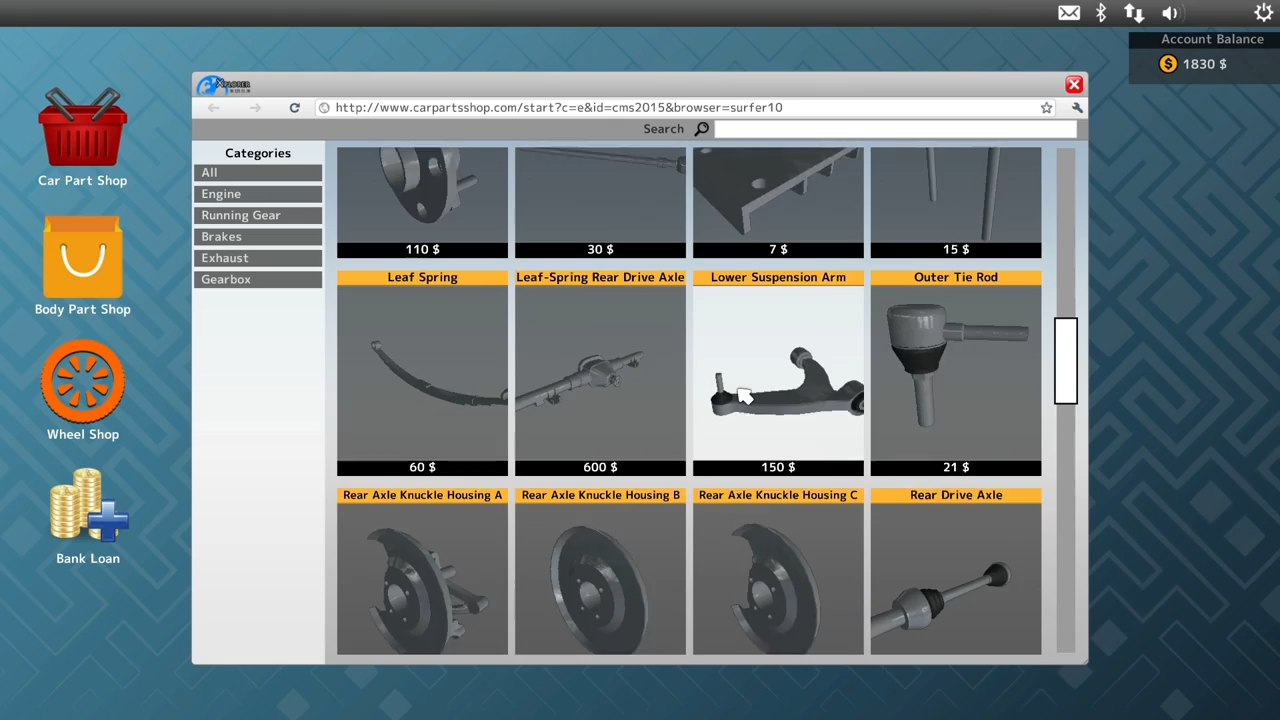 Account Balance
1830 $
XPLORER
http://www.carpartsshop.com/start?c=e&id=cms2015&browser=surfer10
Search
Categories
All
Engine
Running Gear
Brakes
Exhaust
Gearbox
Car Part Shop
Body Part Shop
Wheel Shop
Bank Loan
110 $
30 $
7 $
15 $
Leaf Spring
Leaf-Spring Rear Drive Axle
Lower Suspension Arm
Outer Tie Rod
60 $
600 $
150 $
21 $
Rear Axle Knuckle Housing A
Rear Axle Knuckle Housing B
Rear Axle Knuckle Housing C
Rear Drive Axle